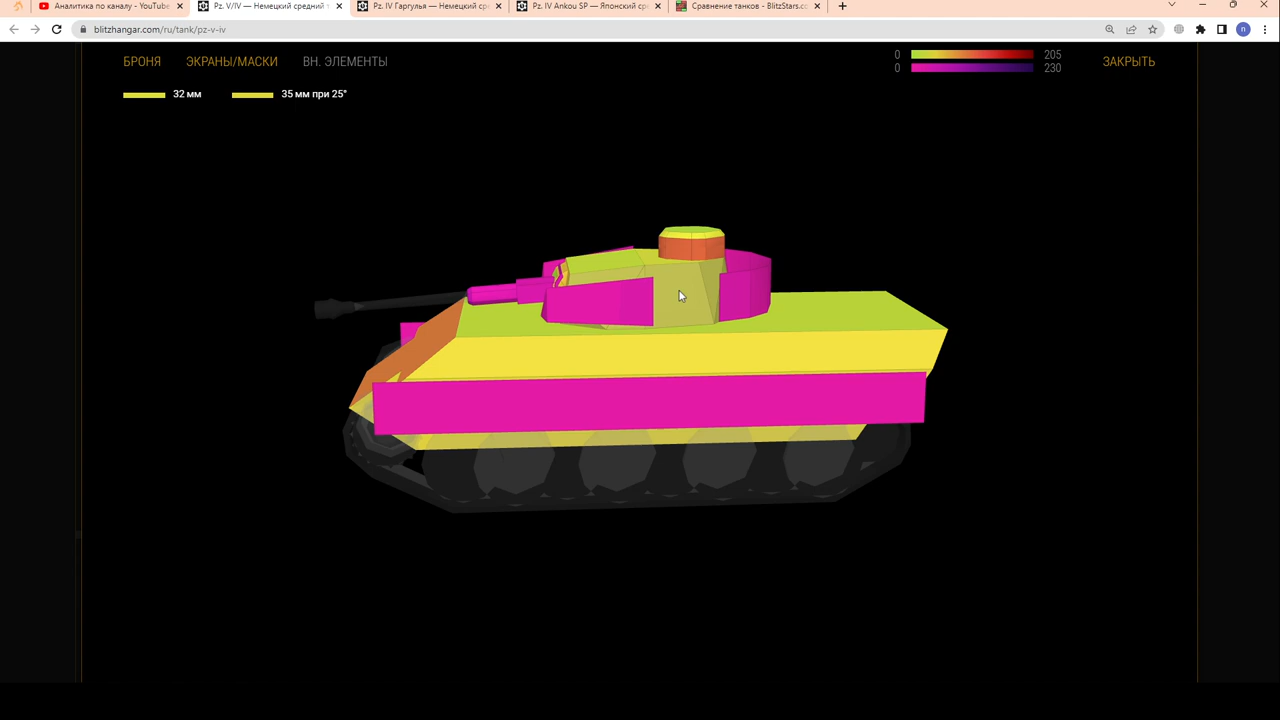 Аналитика по каналу - YouTube
Pz. V/IV — Немецкий средний т
Pz. IV Гаргулья — Немецкий ср
Pz. IV Ankou SP — Японский ср
Сравнение танков - BlitzStars.co
blitzhangar.com/ru/tank/pz-v-iv
n
БРОНЯ ЭКРАНЫ/МАСКИ ВН. ЭЛЕМЕНТЫ
0 205
0 230
ЗАКРЫТЬ
32 мм 35 мм при 25°